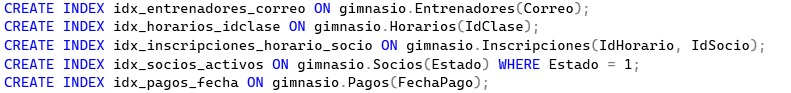 CREATE INDEX idx_entrenadores_correo ON gimnasio.Entrenadores(Correo);
CREATE INDEX idx_horarios_idclase ON gimnasio.Horarios(IdClase);
CREATE INDEX idx_inscripciones_horario_socio ON gimnasio.Inscripciones(IdHorario, IdSocio);
CREATE INDEX idx_socios_activos ON gimnasio.Socios(Estado) WHERE Estado = 1;
CREATE INDEX idx_pagos_fecha ON gimnasio.Pagos(FechaPago);